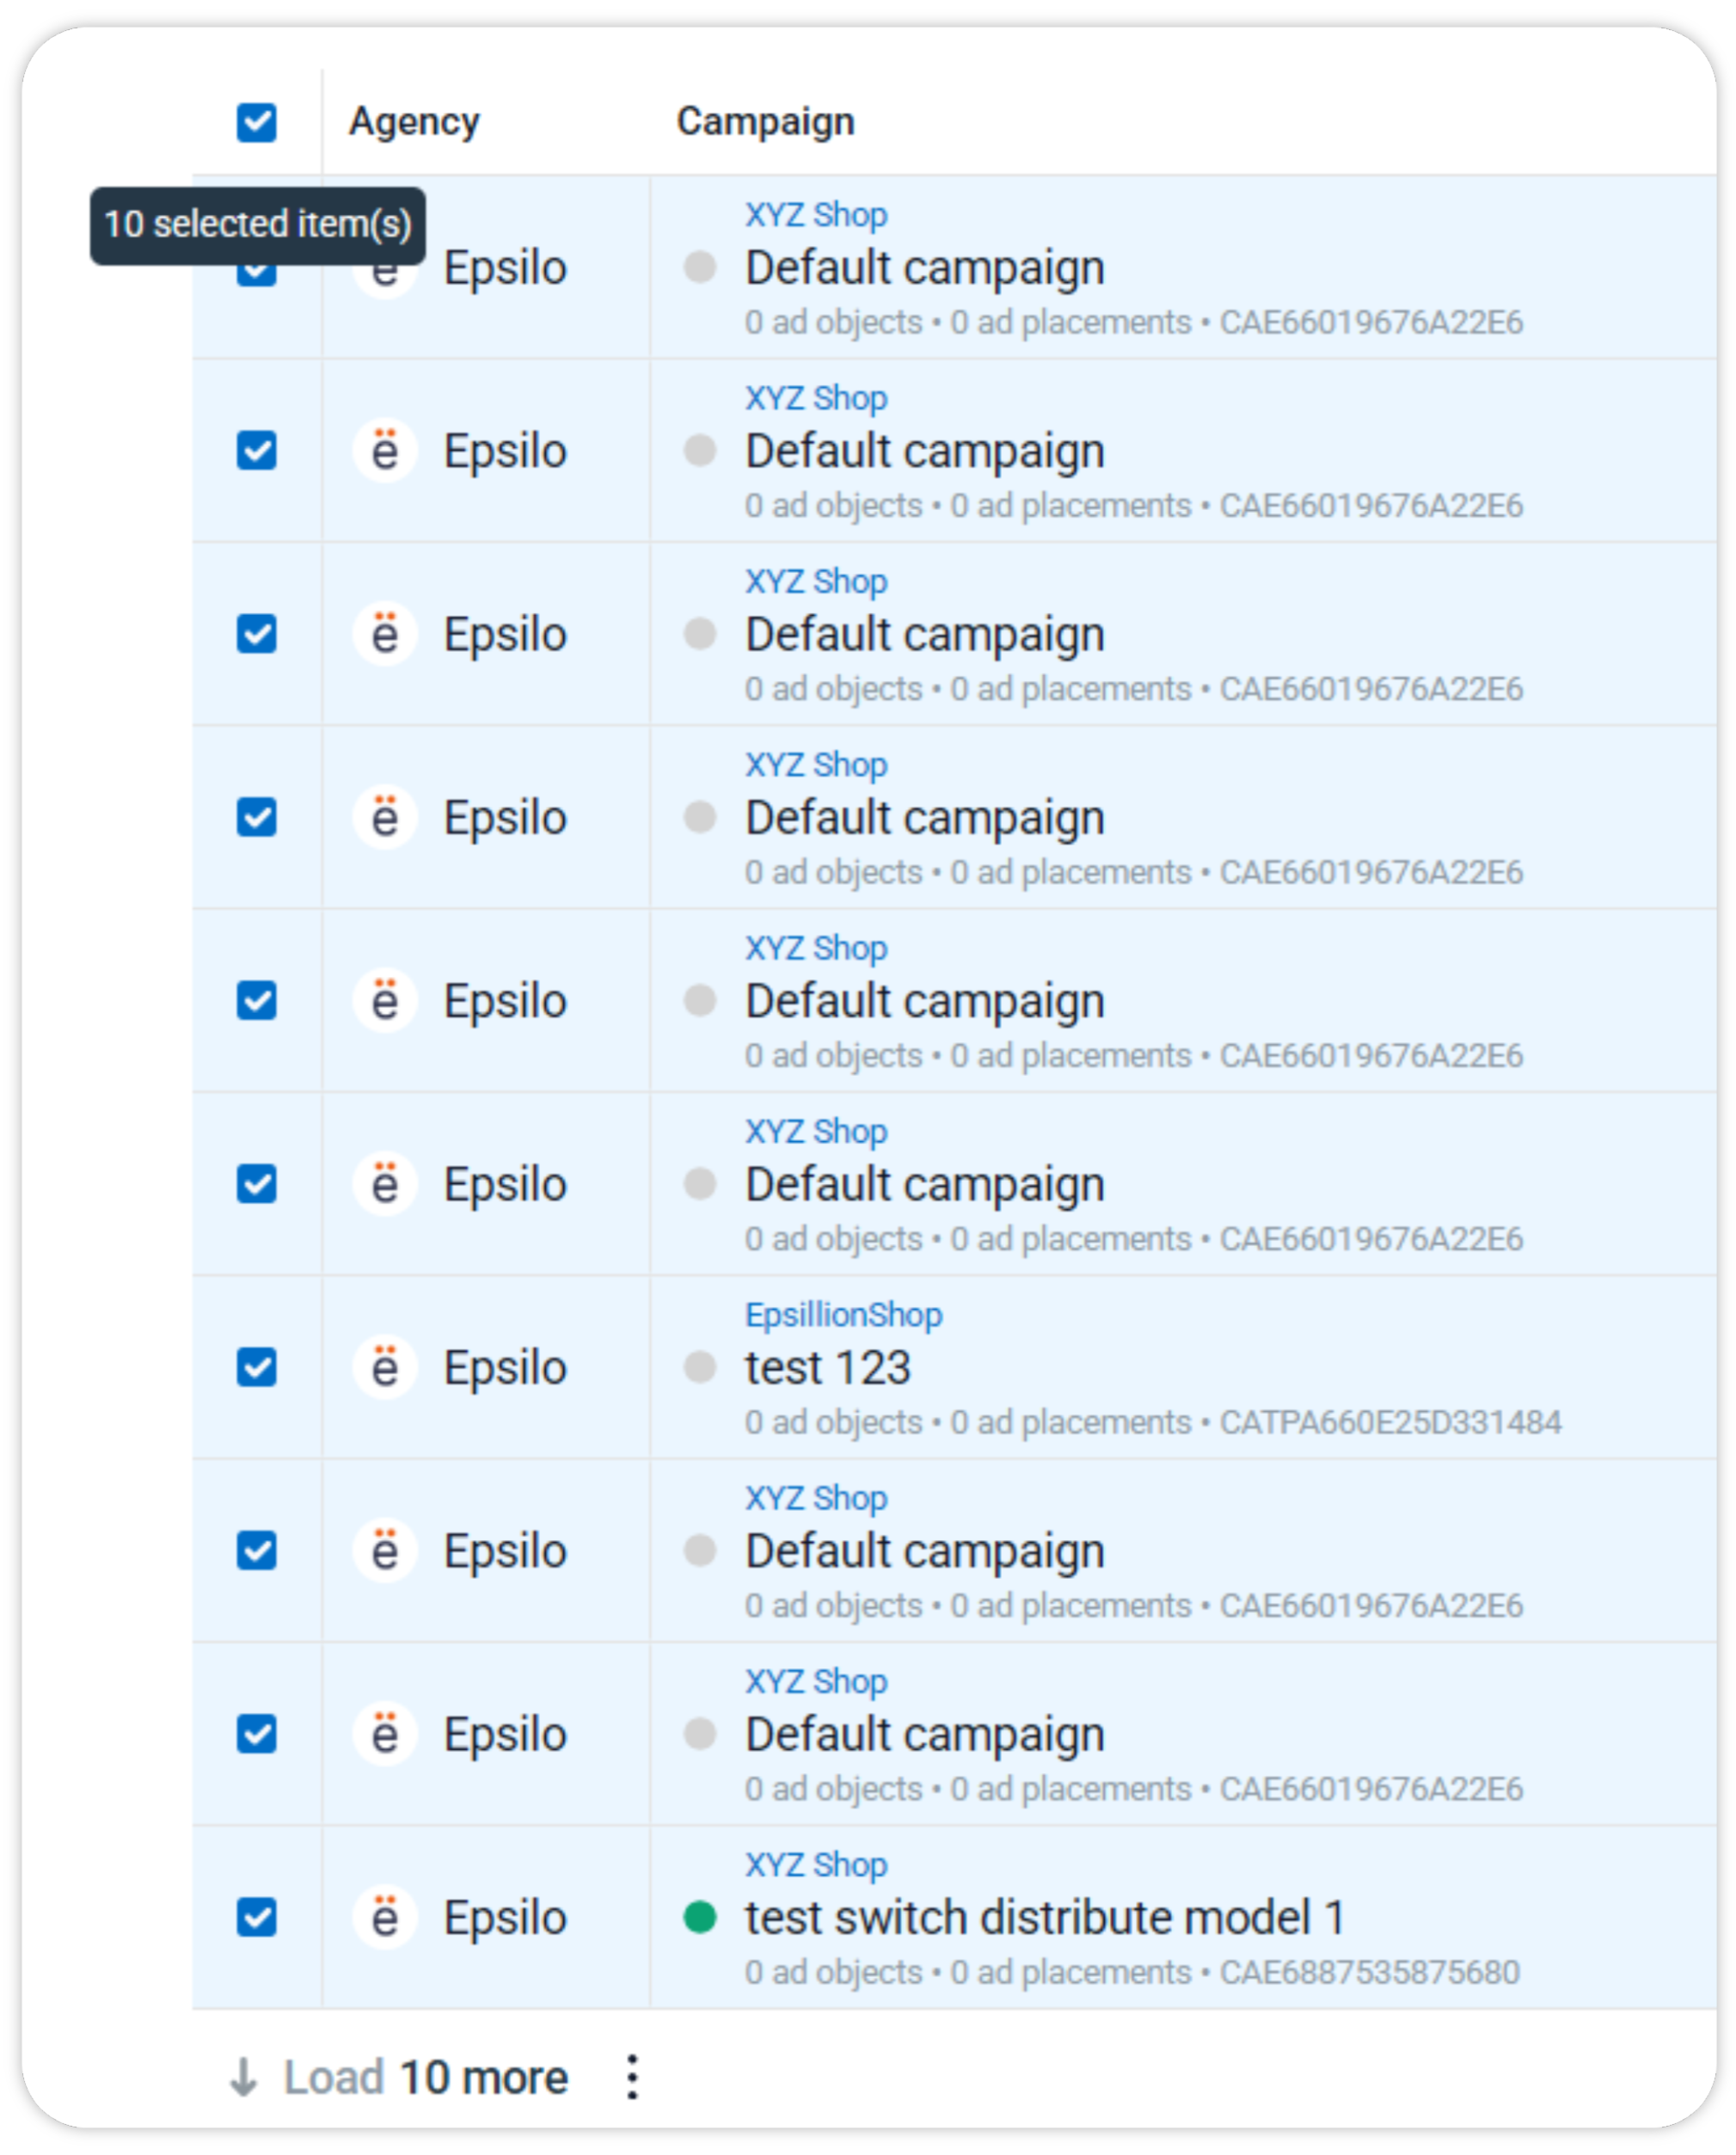 Agency Campaign
10 selected item(s)
XYZ Shop
ë Epsilo Default campaign
0 ad objects • 0 ad placements • CAE66019676A22E6
XYZ Shop
ë Epsilo Default campaign
0 ad objects • 0 ad placements • CAE66019676A22E6
XYZ Shop
ë Epsilo Default campaign
0 ad objects • 0 ad placements • CAE66019676A22E6
XYZ Shop
ë Epsilo Default campaign
0 ad objects • 0 ad placements • CAE66019676A22E6
XYZ Shop
ë Epsilo Default campaign
0 ad objects • 0 ad placements • CAE66019676A22E6
XYZ Shop
ë Epsilo Default campaign
0 ad objects • 0 ad placements • CAE66019676A22E6
EpsillionShop
ë Epsilo test 123
0 ad objects • 0 ad placements • CATPA660E25D331484
XYZ Shop
ë Epsilo Default campaign
0 ad objects • 0 ad placements • CAE66019676A22E6
XYZ Shop
ë Epsilo Default campaign
0 ad objects • 0 ad placements • CAE66019676A22E6
XYZ Shop
ë Epsilo test switch distribute model 1
0 ad objects • 0 ad placements • CAE6887535875680
Load 10 more